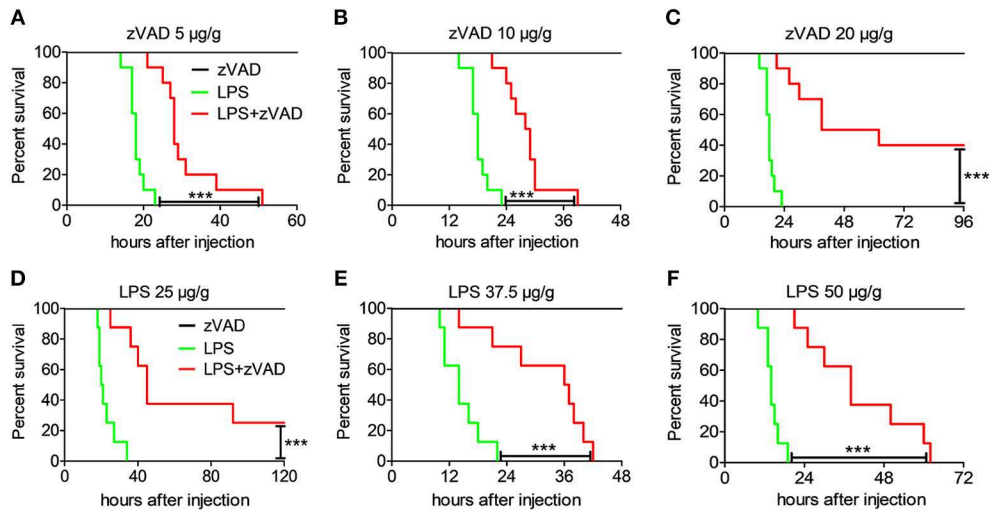 A
zVAD 5 µg/g
Percent survival
100
80
60
40
20
0
zVAD
LPS
LPS+zVAD
***
0 20 40 60
hours after injection
B
zVAD 10 µg/g
Percent survival
100
80
60
40
20
0
***
0 12 24 36 48
hours after injection
C
zVAD 20 µg/g
Percent survival
100
80
60
40
20
0
***
0 24 48 72 96
hours after injection
D
LPS 25 µg/g
Percent survival
100
80
60
40
20
0
zVAD
LPS
LPS+zVAD
***
0 40 80 120
hours after injection
E
LPS 37.5 µg/g
Percent survival
100
80
60
40
20
0
***
0 12 24 36 48
hours after injection
F
LPS 50 µg/g
Percent survival
100
80
60
40
20
0
***
0 24 48 72
hours after injection